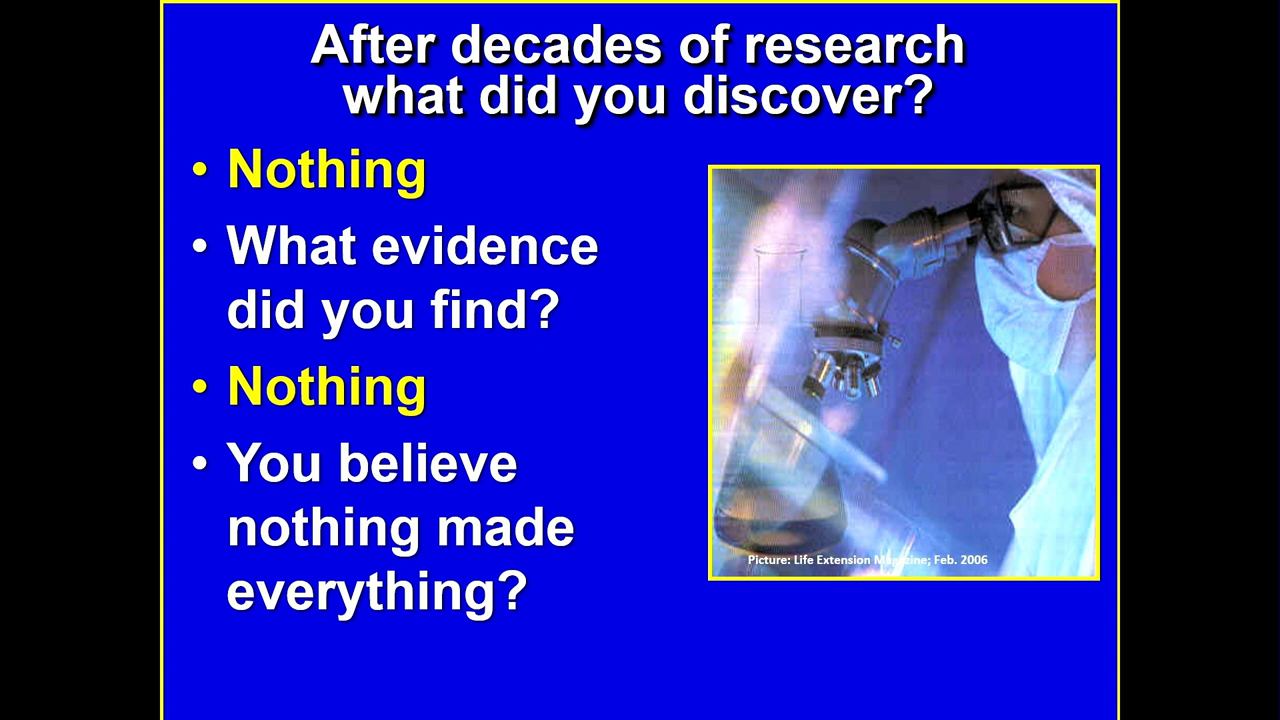 After decades of research
what did you discover?
• Nothing
• What evidence
did you find?
• Nothing
• You believe
nothing made
everything?
Picture: Life Extension Magazine; Feb. 2006